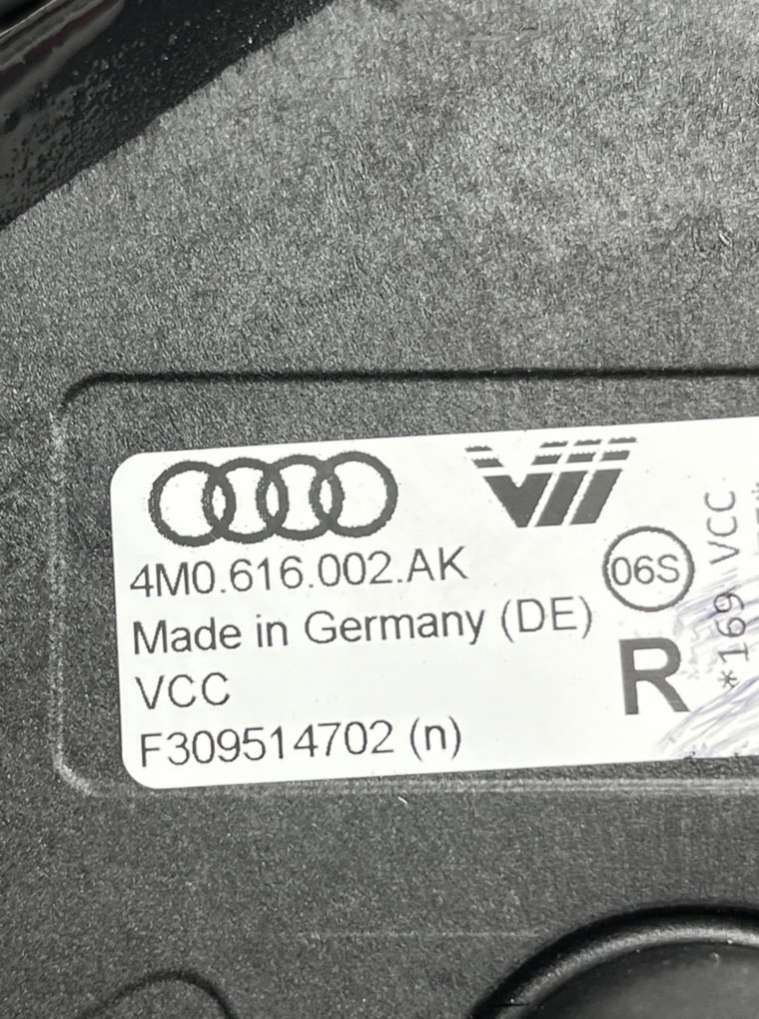 4M0.616.002.AK
06S
Made in Germany (DE)
R
VCC
F309514702 (n)
*169 VCC